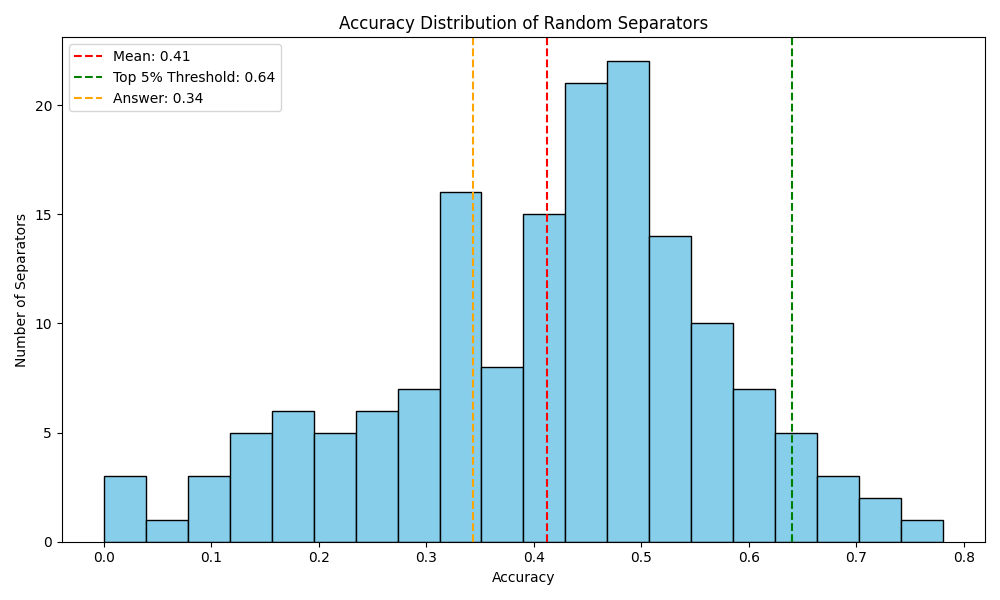 Accuracy Distribution of Random Separators
Mean: 0.41
Top 5% Threshold: 0.64
Answer: 0.34
Number of Separators
20
15
10
5
0
0.0 0.1 0.2 0.3 0.4 0.5 0.6 0.7 0.8
Accuracy